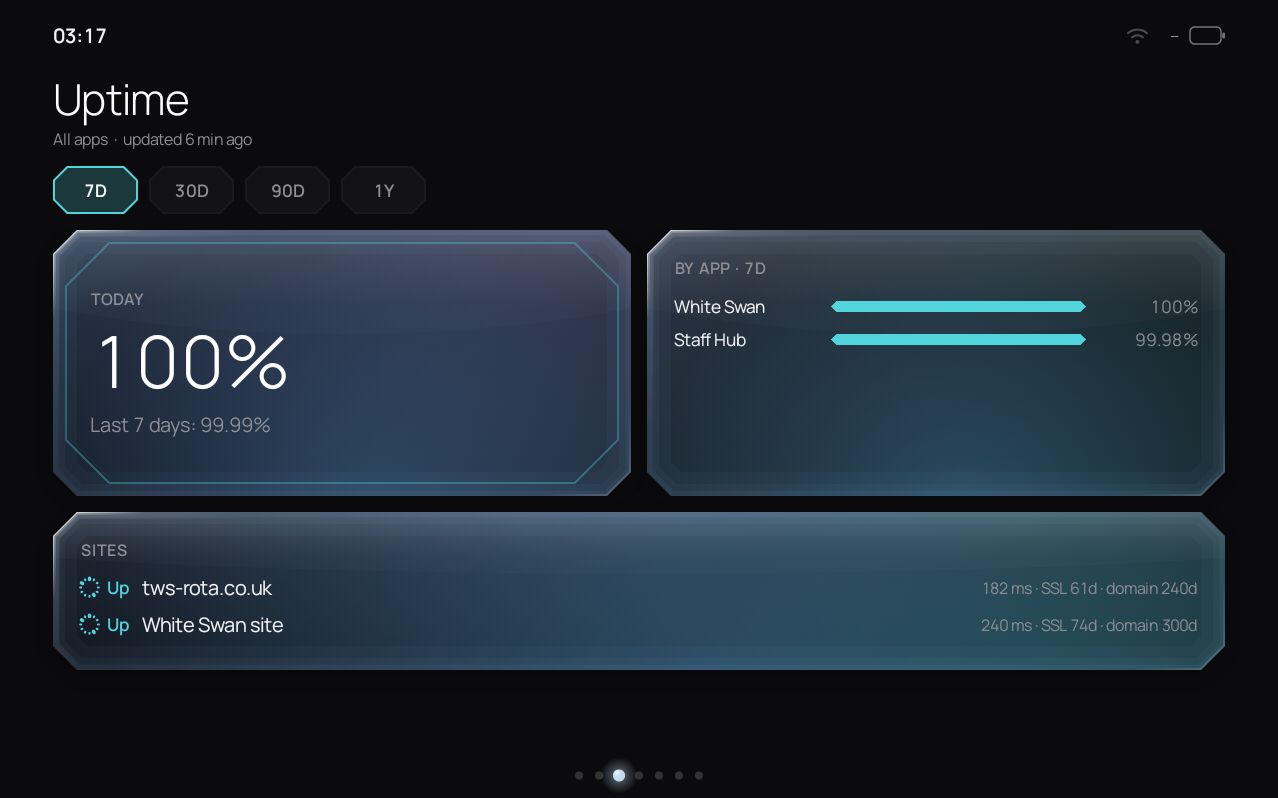 03:17
–
Uptime
All apps · updated 6 min ago
7D 30D 90D 1Y
TODAY
100%
Last 7 days: 99.99%
BY APP · 7D
White Swan 100%
Staff Hub 99.98%
SITES
Up tws-rota.co.uk 182 ms · SSL 61d · domain 240d
Up White Swan site 240 ms · SSL 74d · domain 300d